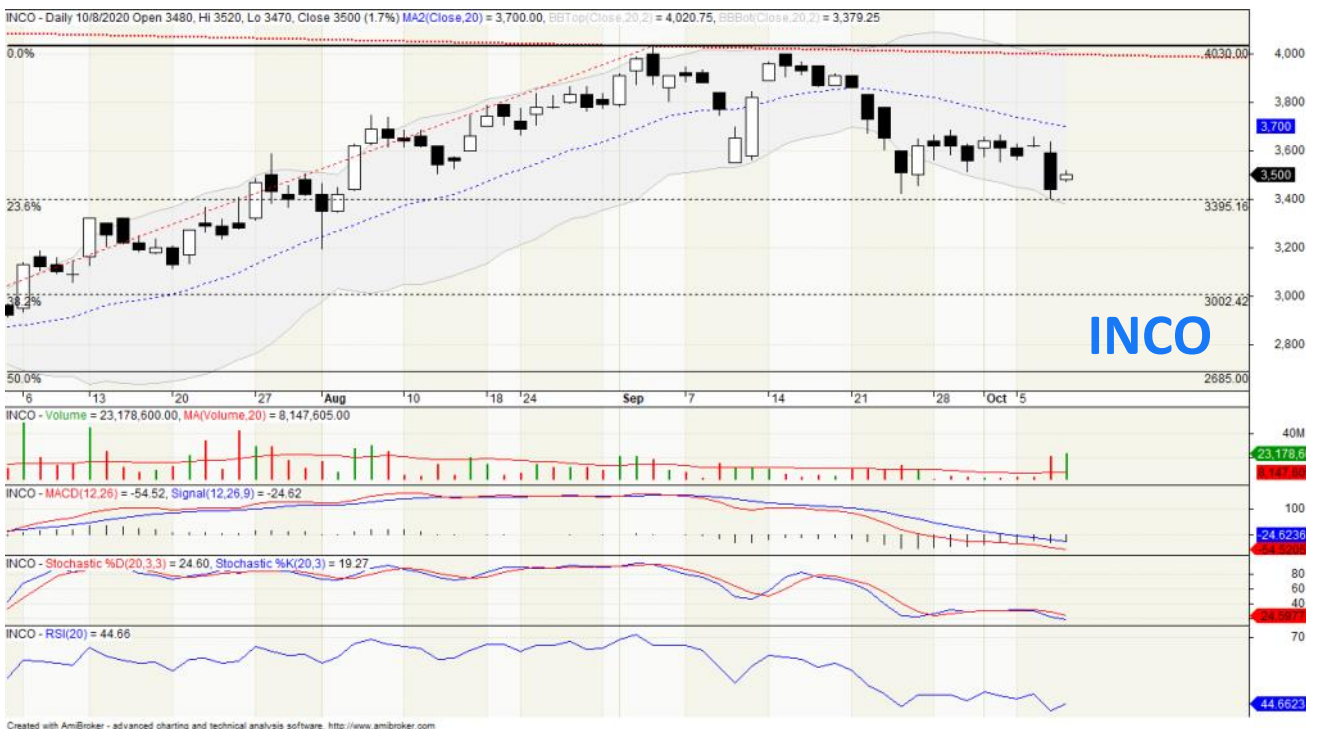 INCO - Daily 10/8/2020 Open 3480, Hi 3520, Lo 3470, Close 3500 (1.7%) MA2(Close,20) = 3,700.00, BBTop(Close,20,2) = 4,020.75, BBBot(Close,20,2) = 3,379.25
0.0%
4030.00
4,000
3,800
3,700
3,600
3,500
3,400
23.6%
3395.16
3,200
38.2%
3002.42
3,000
INCO
2,800
50.0%
2685.00
6 13 20 27 Aug 10 18 24 Sep 7 14 21 28 Oct 5
INCO - Volume = 23,178,600.00, MA(Volume,20) = 8,147,605.00
40M
23,178,6
INCO - MACD(12,26) = -54.52, Signal(12,26,9) = -24.62
100
-24.6236
INCO - Stochastic %D(20,3,3) = 24.60, Stochastic %K(20,3) = 19.27
80
60
40
INCO - RSI(20) = 44.66
70
44.6623
Created with AmiBroker - advanced charting and technical analysis software. http://www.amibroker.com